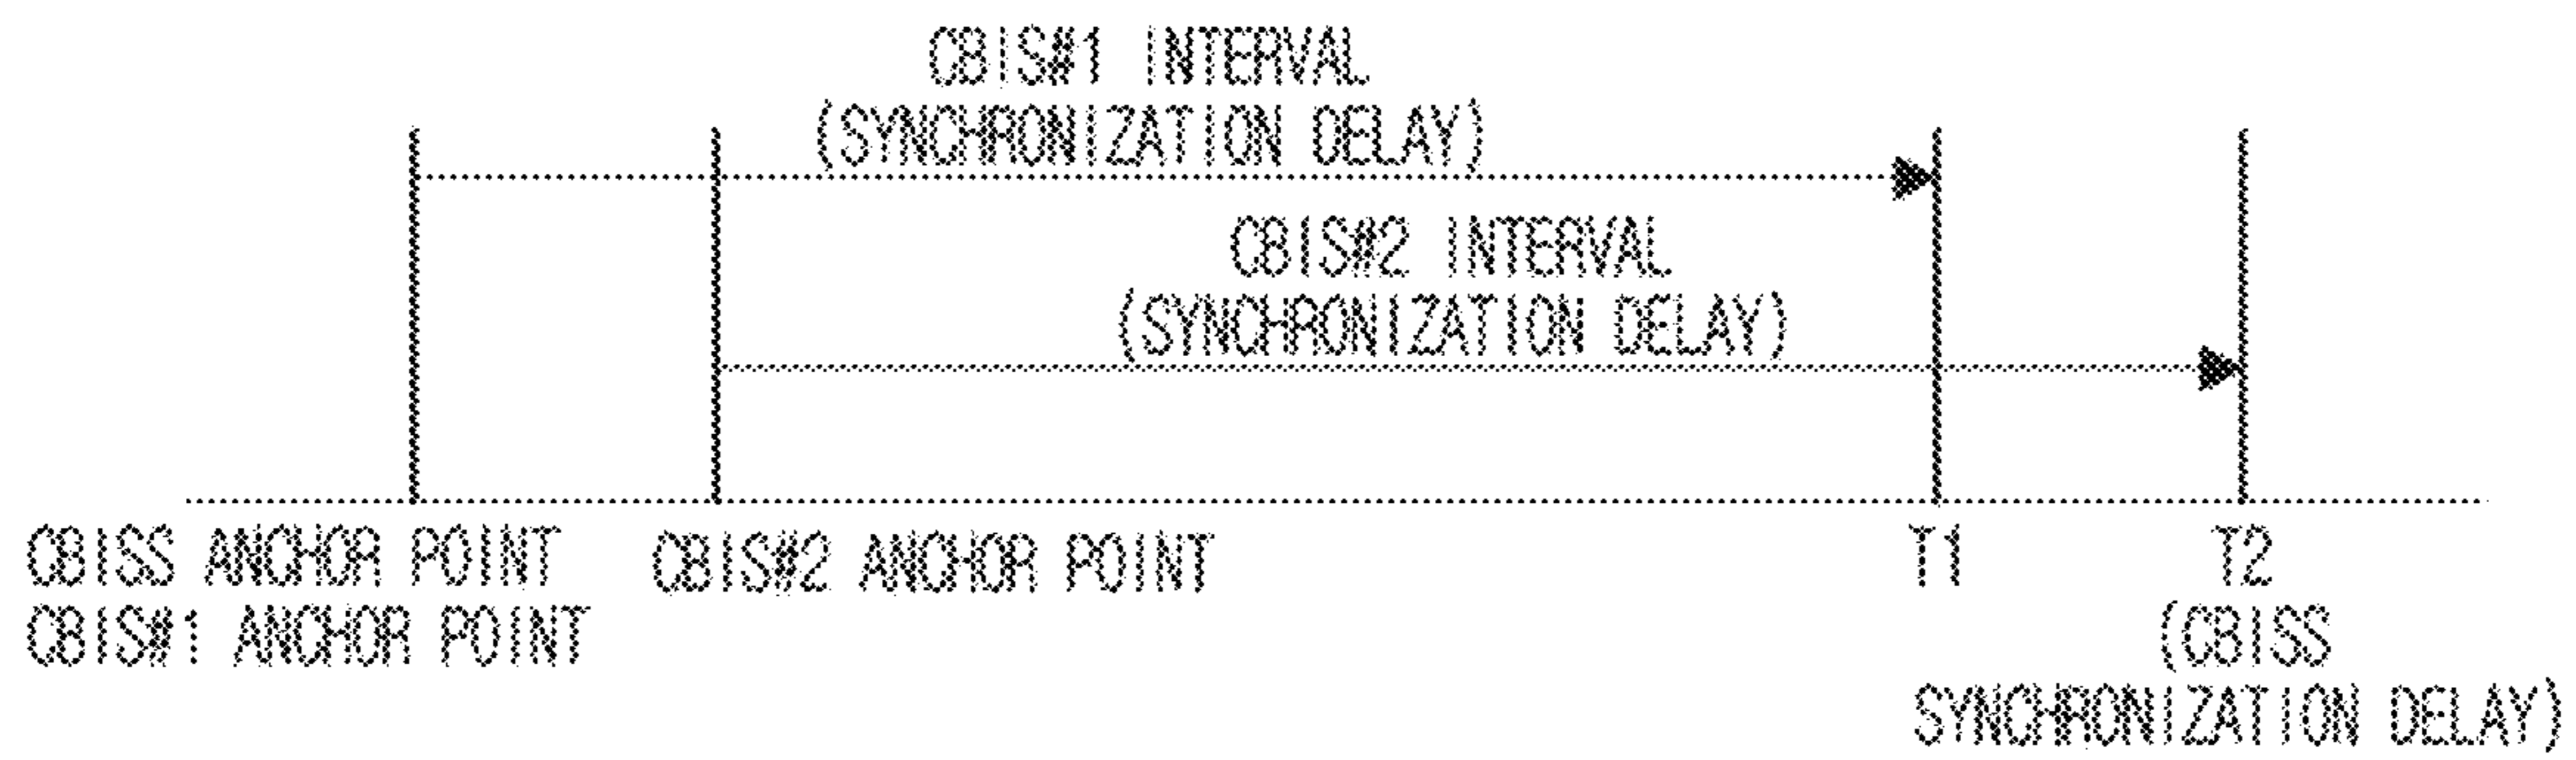 CBIS#1 INTERVAL
(SYNCHRONIZATION DELAY)
CBIS#2 INTERVAL
(SYNCHRONIZATION DELAY)
CBISS ANCHOR POINT
CBIS#1 ANCHOR POINT
CBIS#2 ANCHOR POINT
T1
T2
(CBISS
SYNCHRONIZATION DELAY)